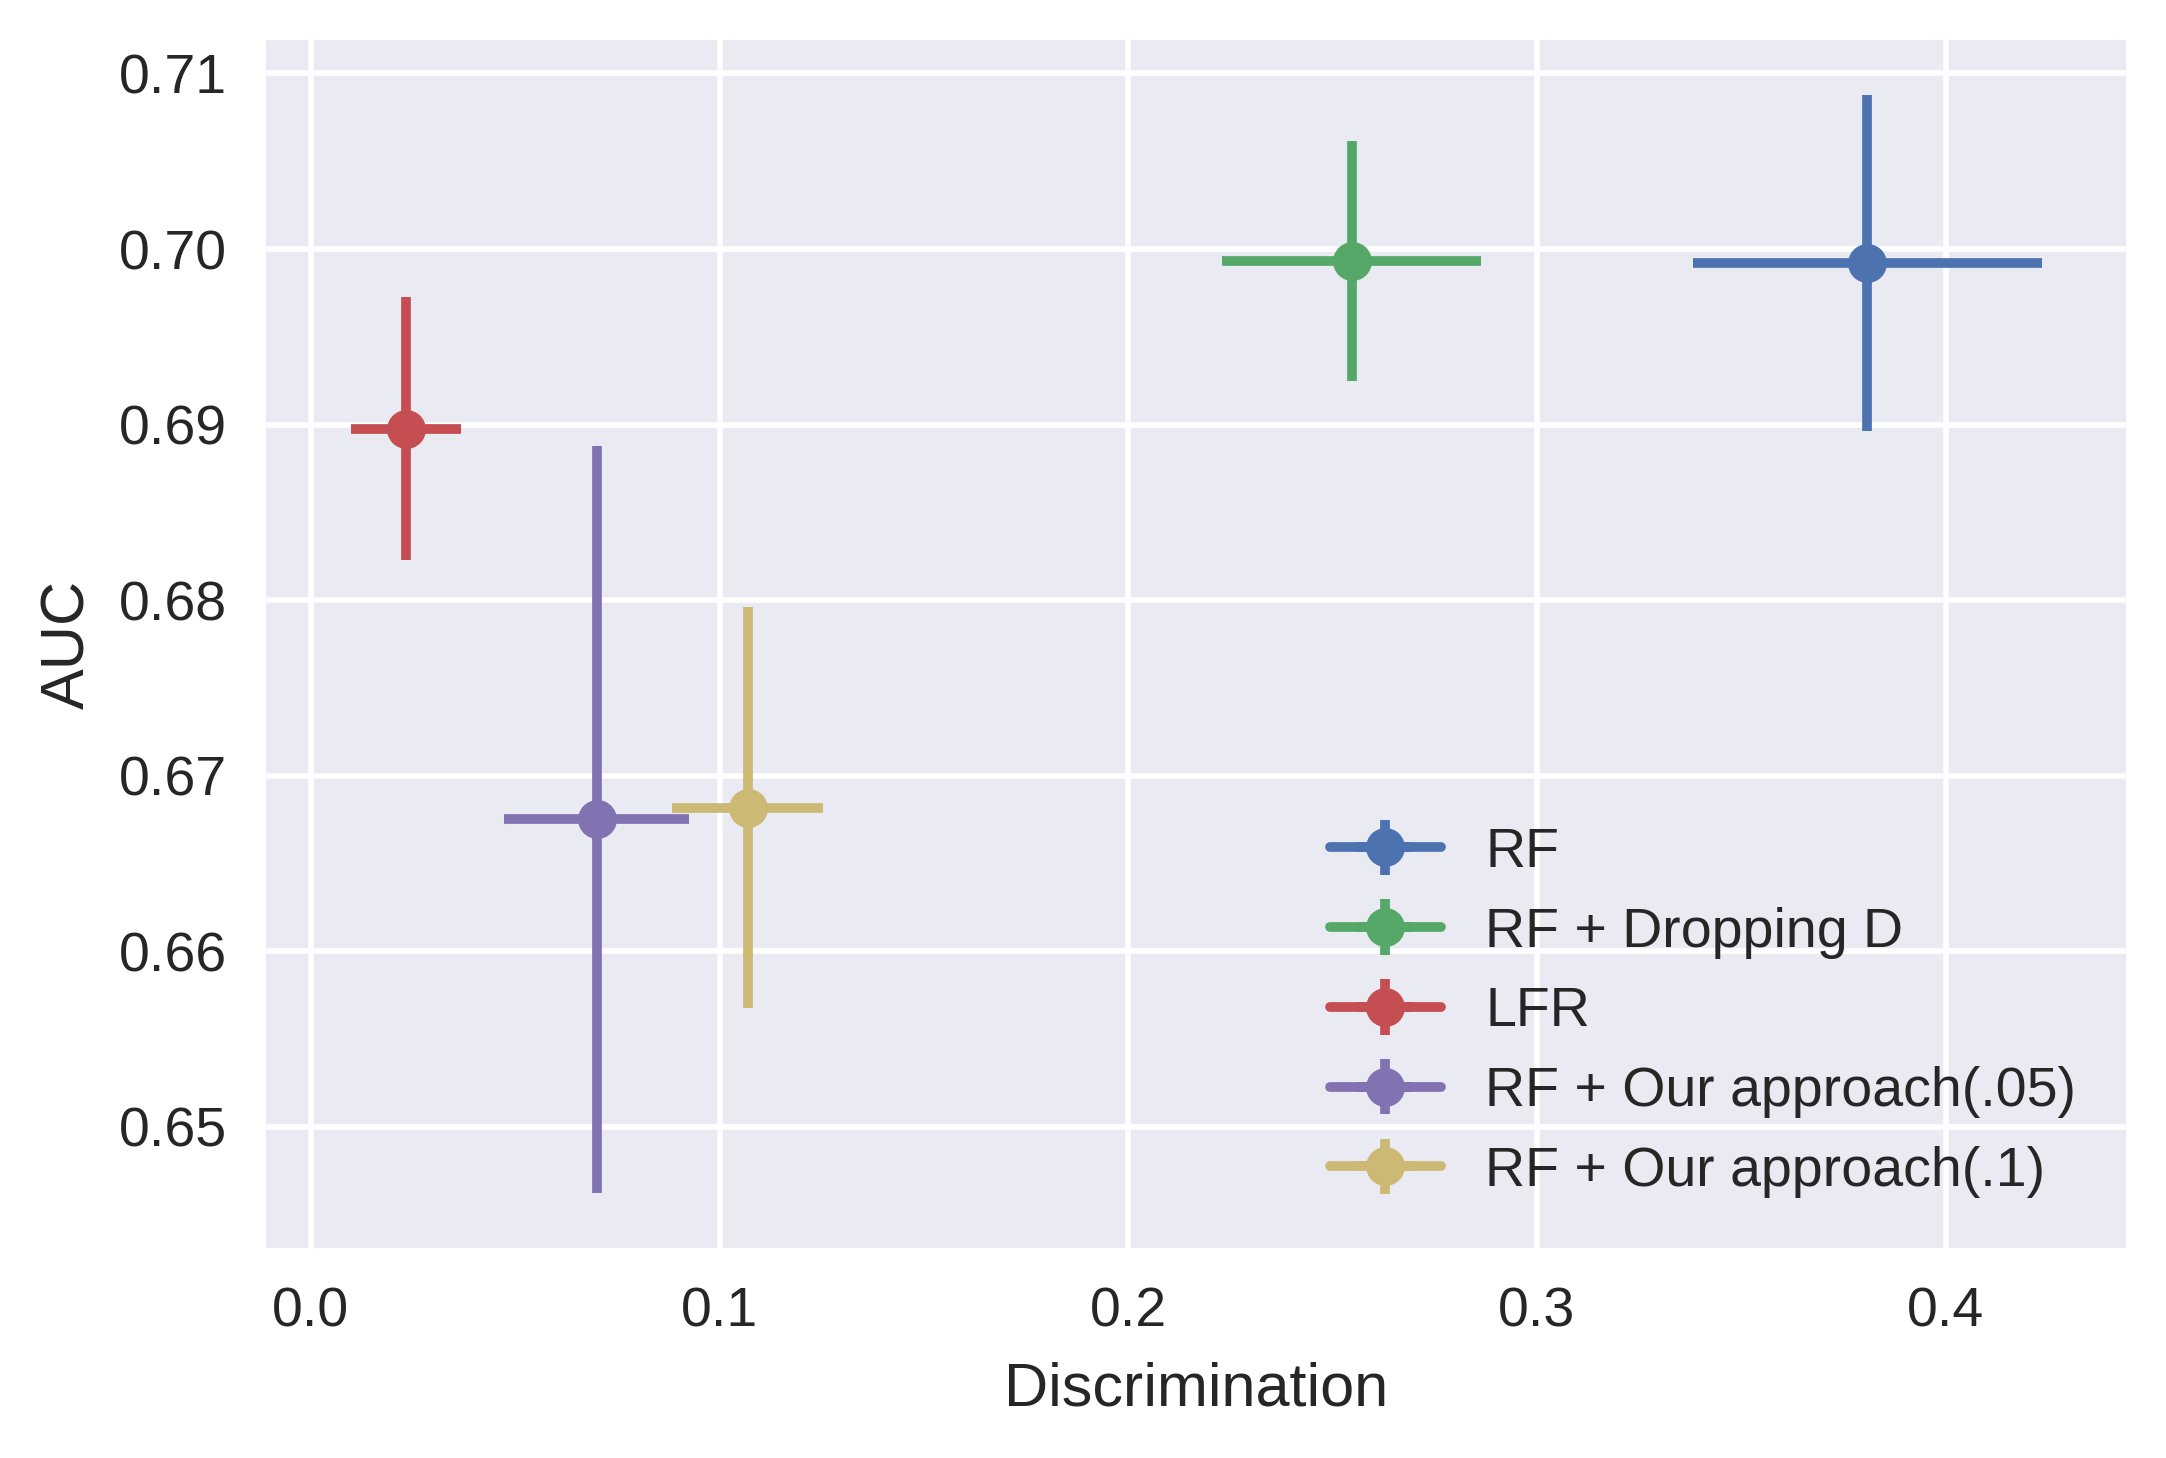 0.71
0.70
0.69
0.68
0.67
0.66
0.65
AUC
RF
RF + Dropping D
LFR
RF + Our approach(.05)
RF + Our approach(.1)
0.0 0.1 0.2 0.3 0.4
Discrimination